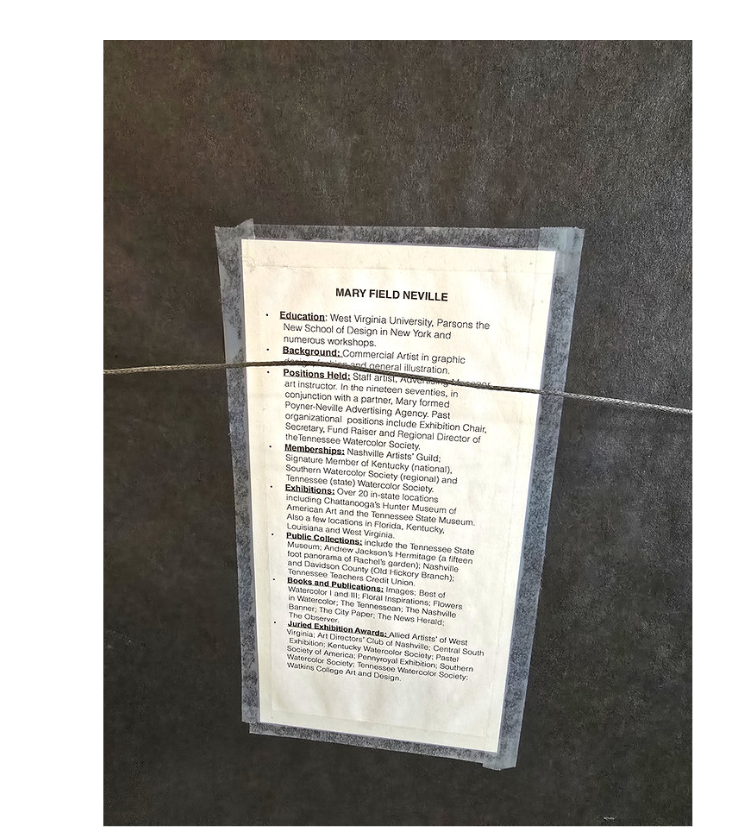 MARY FIELD NEVILLE
• Education: West Virginia University, Parsons the
New School of Design in New York and
numerous workshops.
• Background: Commercial Artist in graphic
design, fashion and general illustration.
• Positions Held: Staff artist, Advertising Manager,
art instructor. In the nineteen seventies, in
conjunction with a partner, Mary formed
Poyner-Neville Advertising Agency. Past
organizational positions include Exhibition Chair,
Secretary, Fund Raiser and Regional Director of
theTennessee Watercolor Society.
• Memberships: Nashville Artists' Guild;
Signature Member of Kentucky (national),
Southern Watercolor Society (regional) and
Tennessee (state) Watercolor Society.
• Exhibitions: Over 20 in-state locations
including Chattanooga's Hunter Museum of
American Art and the Tennessee State Museum.
Also a few locations in Florida, Kentucky,
Louisiana and West Virginia.
• Public Collections: include the Tennessee State
Museum; Andrew Jackson's Hermitage (a fifteen
foot panorama of Rachel's garden); Nashville
and Davidson County (Old Hickory Branch);
Tennessee Teachers Credit Union.
• Books and Publications: Images; Best of
Watercolor I and III; Floral Inspirations; Flowers
in Watercolor; The Tennessean; The Nashville
Banner; The City Paper; The News Herald;
The Observer.
• Juried Exhibition Awards: Allied Artists' of West
Virginia; Art Directors' Club of Nashville; Central South
Exhibition; Kentucky Watercolor Society; Pastel
Society of America; Pennyroyal Exhibition; Southern
Watercolor Society; Tennessee Watercolor Society;
Watkins College Art and Design.